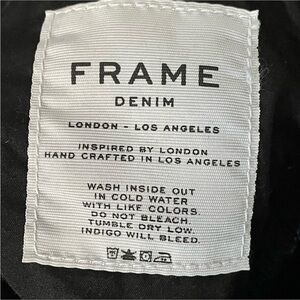 FRAME
DENIM
LONDON - LOS ANGELES
INSPIRED BY LONDON
HAND CRAFTED IN LOS ANGELES
WASH INSIDE OUT
IN COLD WATER
WITH LIKE COLORS.
DO NOT BLEACH.
TUMBLE DRY LOW.
INDIGO WILL BLEED.